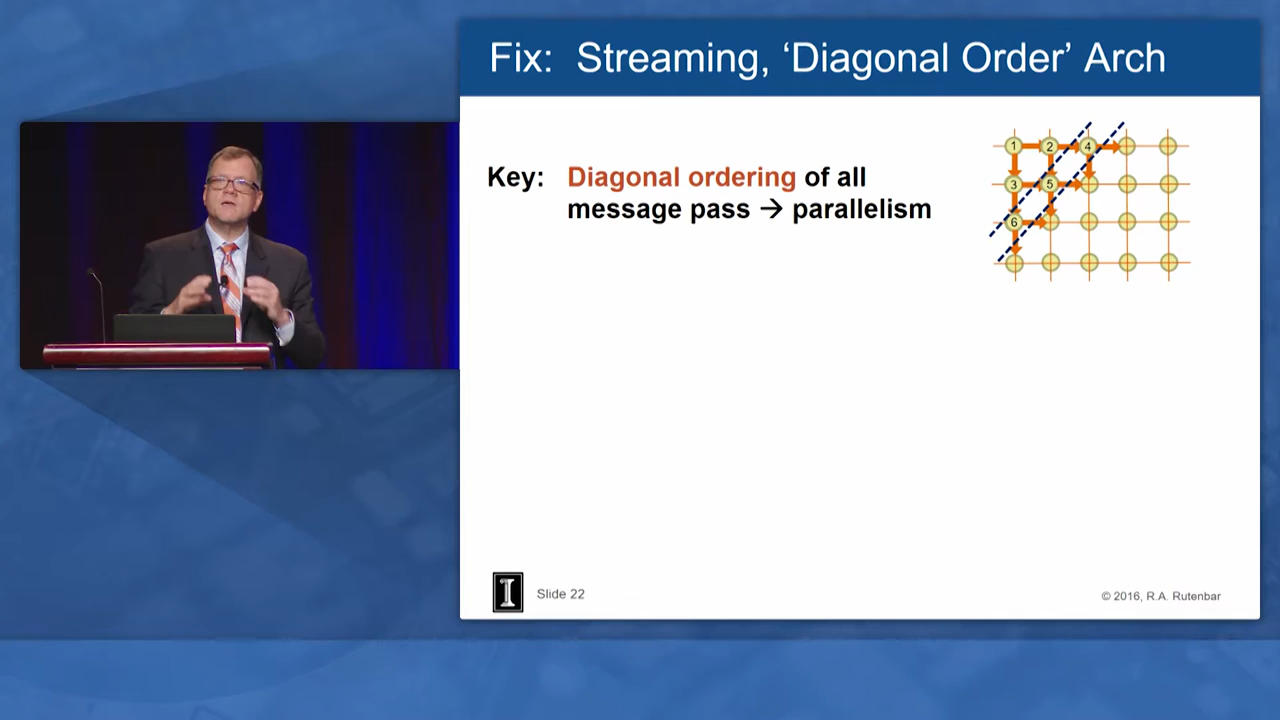 Fix: Streaming, ‘Diagonal Order’ Arch
Key: Diagonal ordering of all
message pass → parallelism
1 2 4
3 5
6
I
Slide 22
© 2016, R.A. Rutenbar